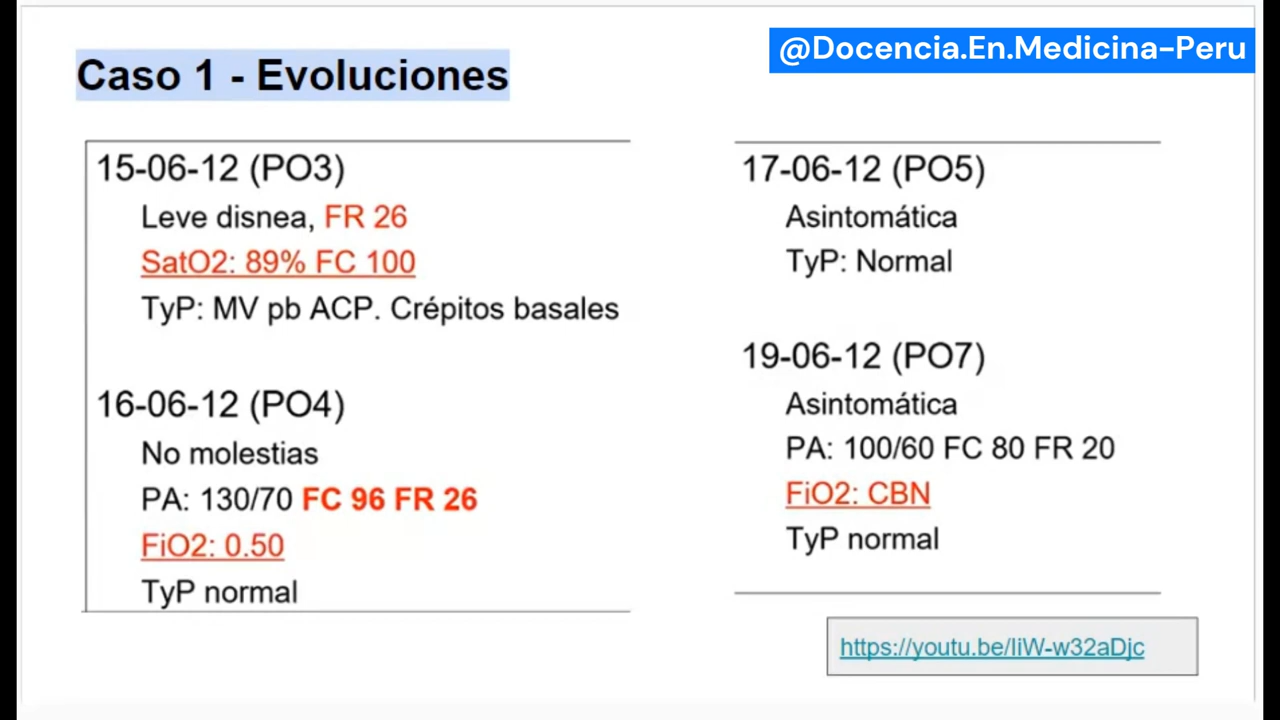 @Docencia.En.Medicina-Peru
Caso 1 - Evoluciones
15-06-12 (PO3)
Leve disnea, FR 26
SatO2: 89% FC 100
TyP: MV pb ACP. Crépitos basales
16-06-12 (PO4)
No molestias
PA: 130/70 FC 96 FR 26
FiO2: 0.50
TyP normal
17-06-12 (PO5)
Asintomática
TyP: Normal
19-06-12 (PO7)
Asintomática
PA: 100/60 FC 80 FR 20
FiO2: CBN
TyP normal
https://youtu.be/IiW-w32aDjc